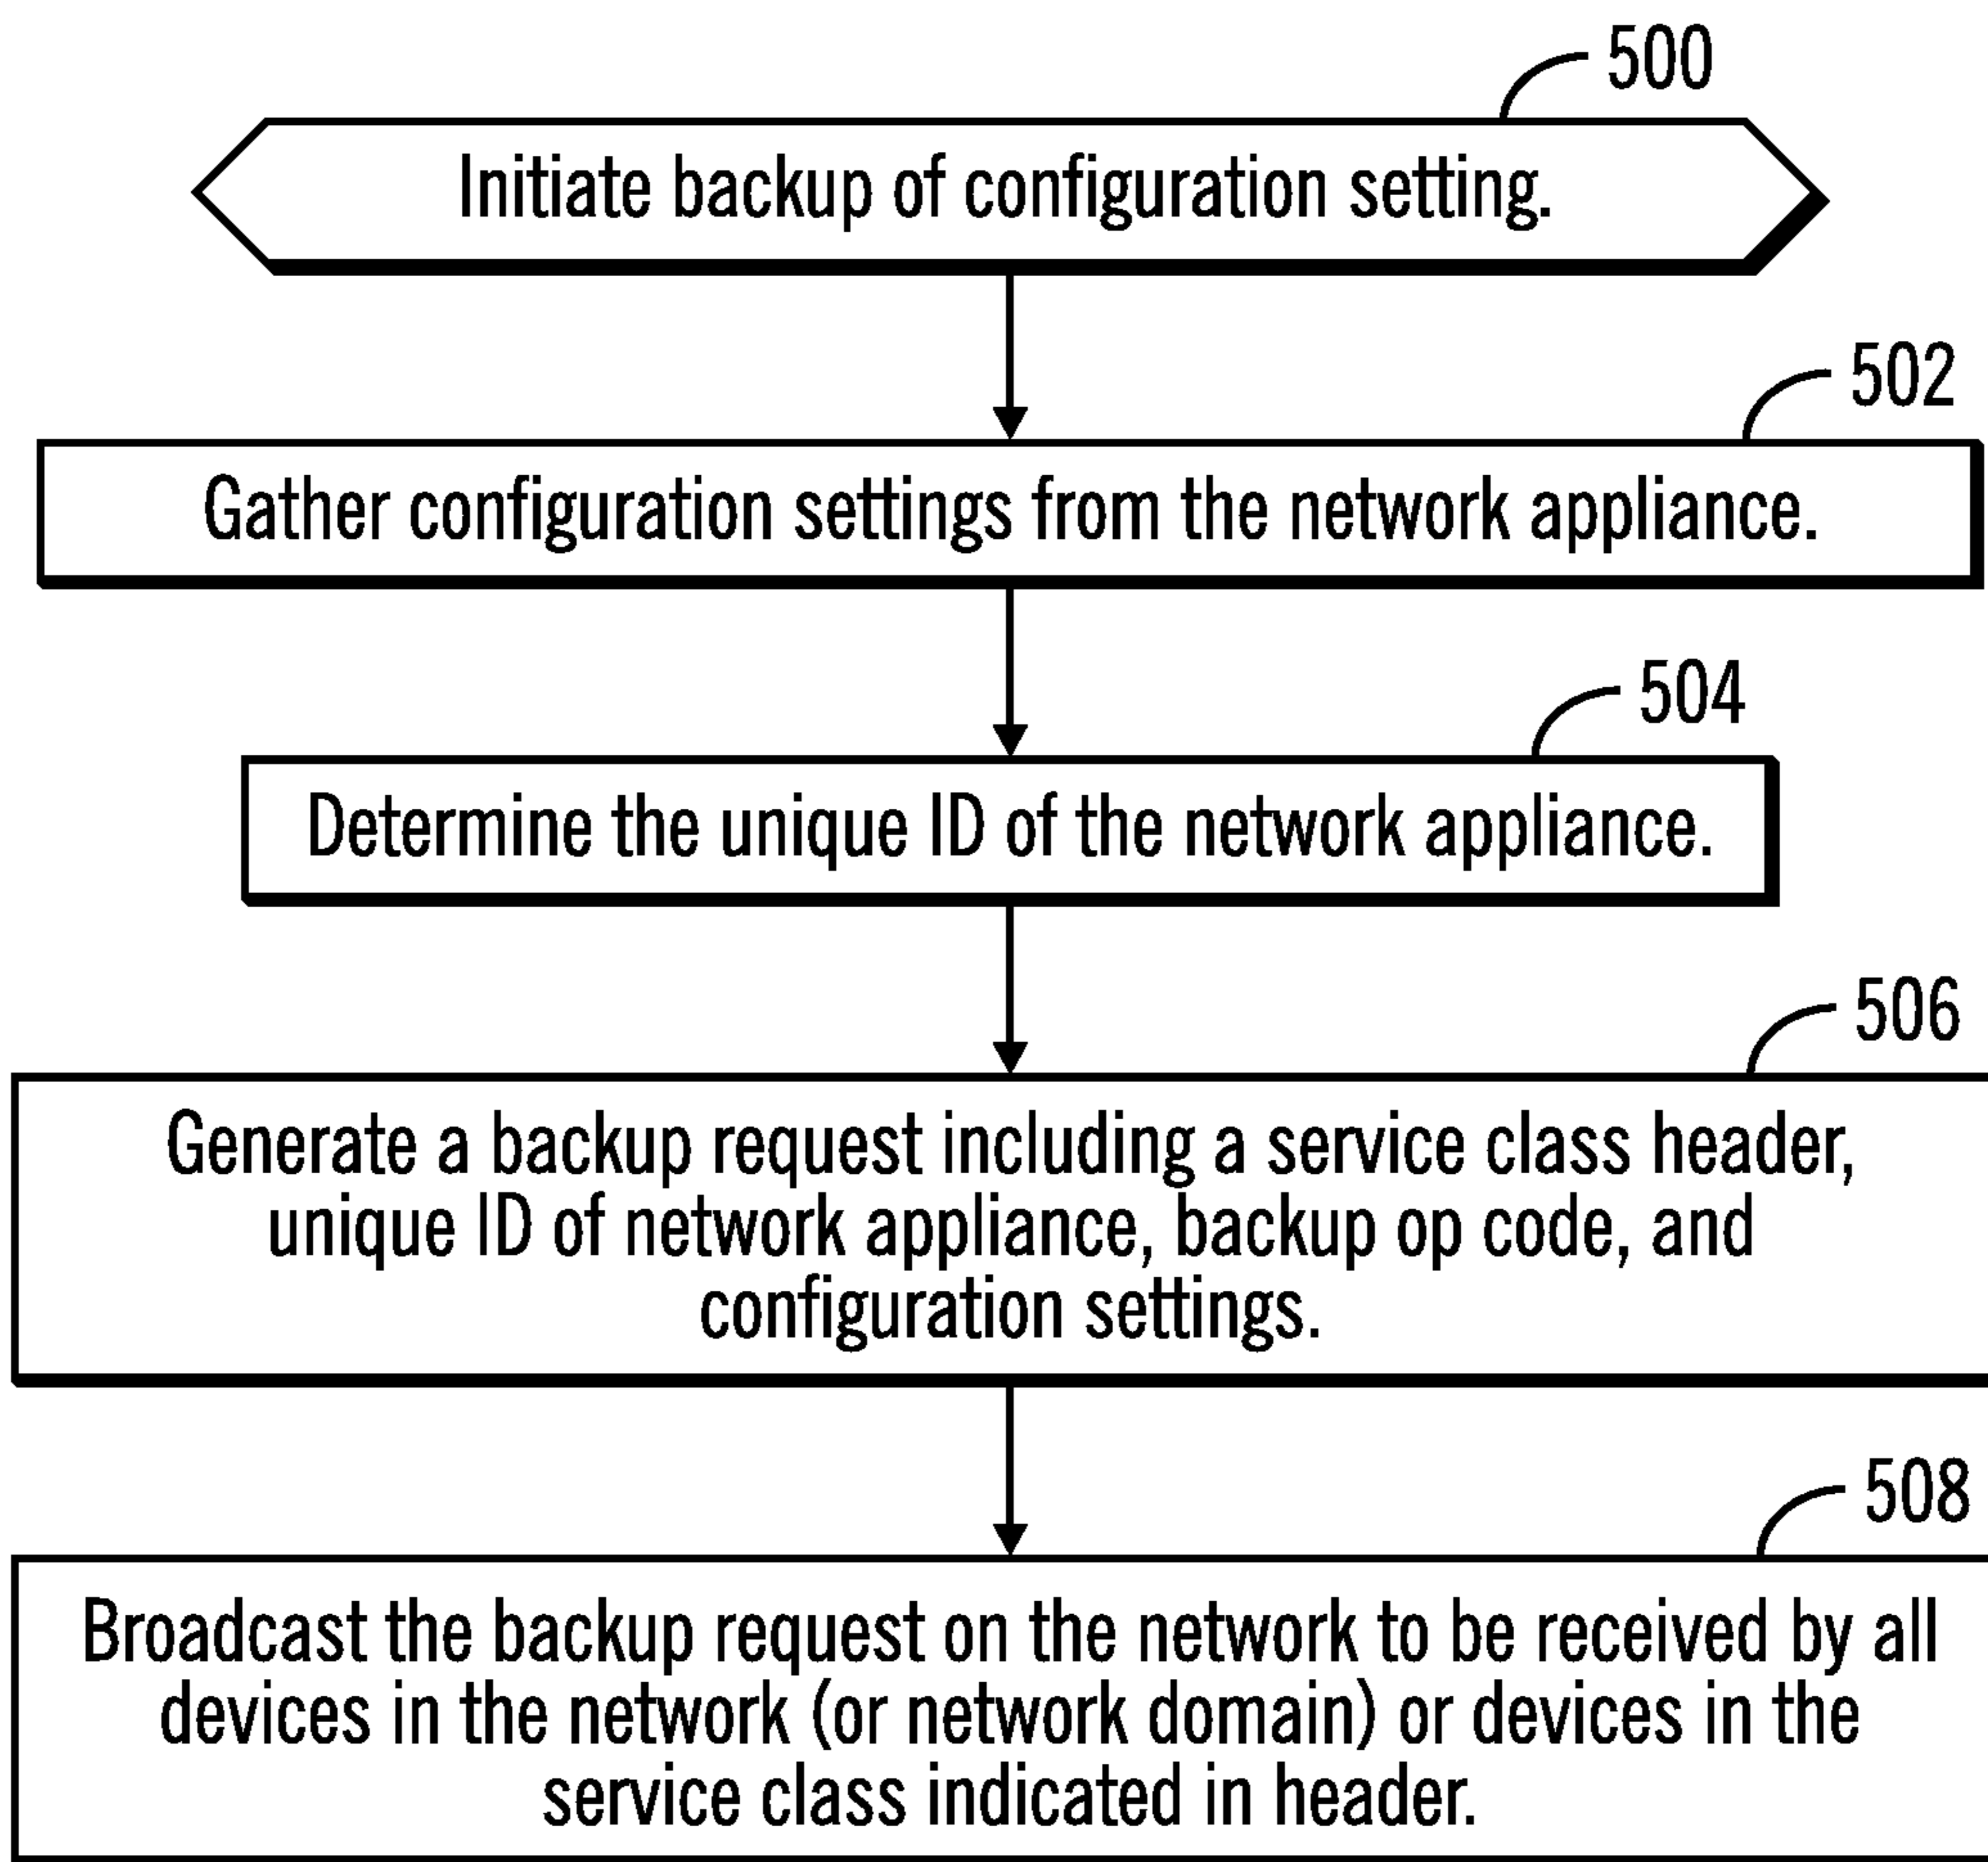 500
Initiate backup of configuration setting.
502
Gather configuration settings from the network appliance.
504
Determine the unique ID of the network appliance.
506
Generate a backup request including a service class header,
unique ID of network appliance, backup op code, and
configuration settings.
508
Broadcast the backup request on the network to be received by all
devices in the network (or network domain) or devices in the
service class indicated in header.